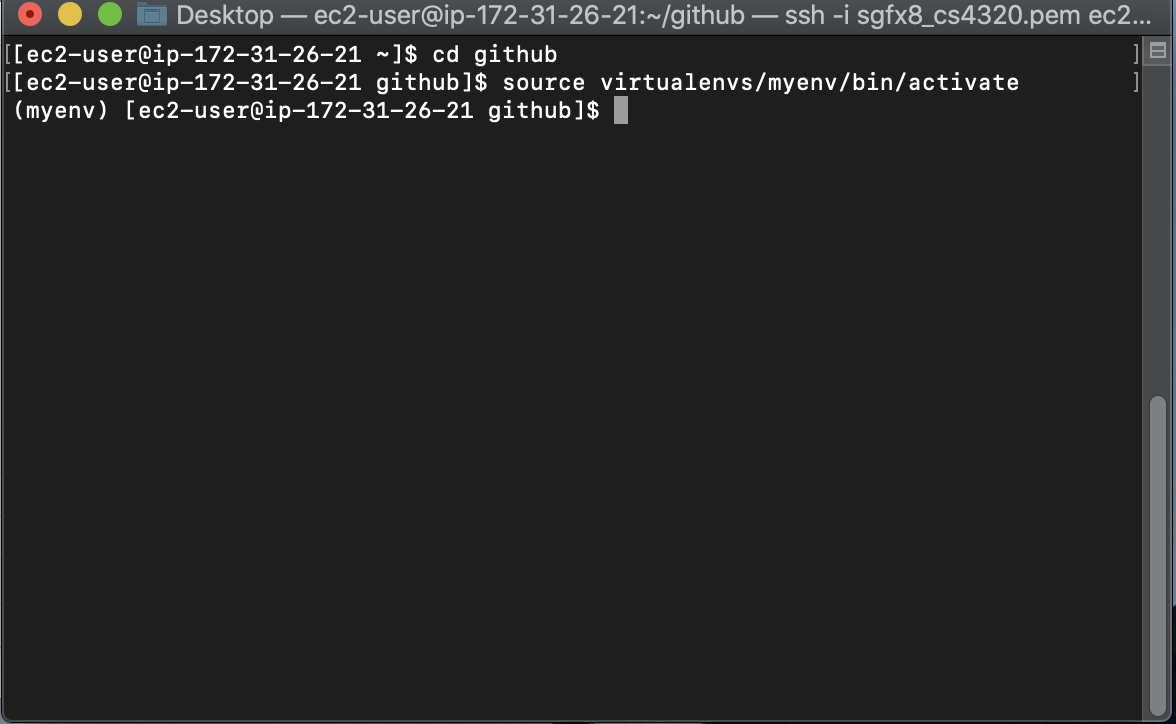 Desktop — ec2-user@ip-172-31-26-21:~/github — ssh -i sgfx8_cs4320.pem ec2...
[[ec2-user@ip-172-31-26-21 ~]$ cd github ]
[[ec2-user@ip-172-31-26-21 github]$ source virtualenvs/myenv/bin/activate ]
(myenv) [ec2-user@ip-172-31-26-21 github]$